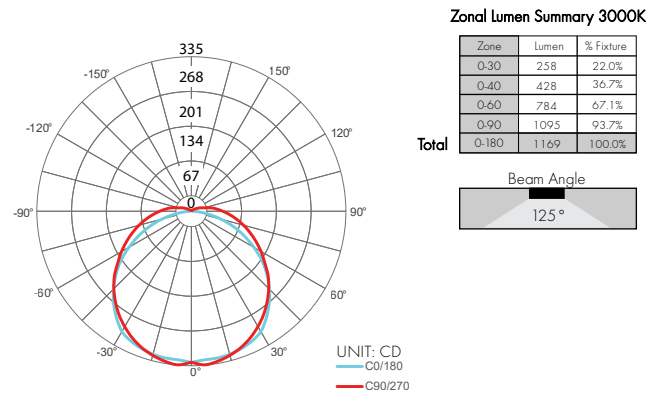 Zonal Lumen Summary 3000K
Zone Lumen % Fixture
0-30 258 22.0%
0-40 428 36.7%
0-60 784 67.1%
0-90 1095 93.7%
Total 0-180 1169 100.0%
Beam Angle
125°
335
-150° 268 150°
201
-120° 134 120°
67
-90° 0 90°
-60° 60°
-30° 30°
0°
UNIT: CD
C0/180
C90/270